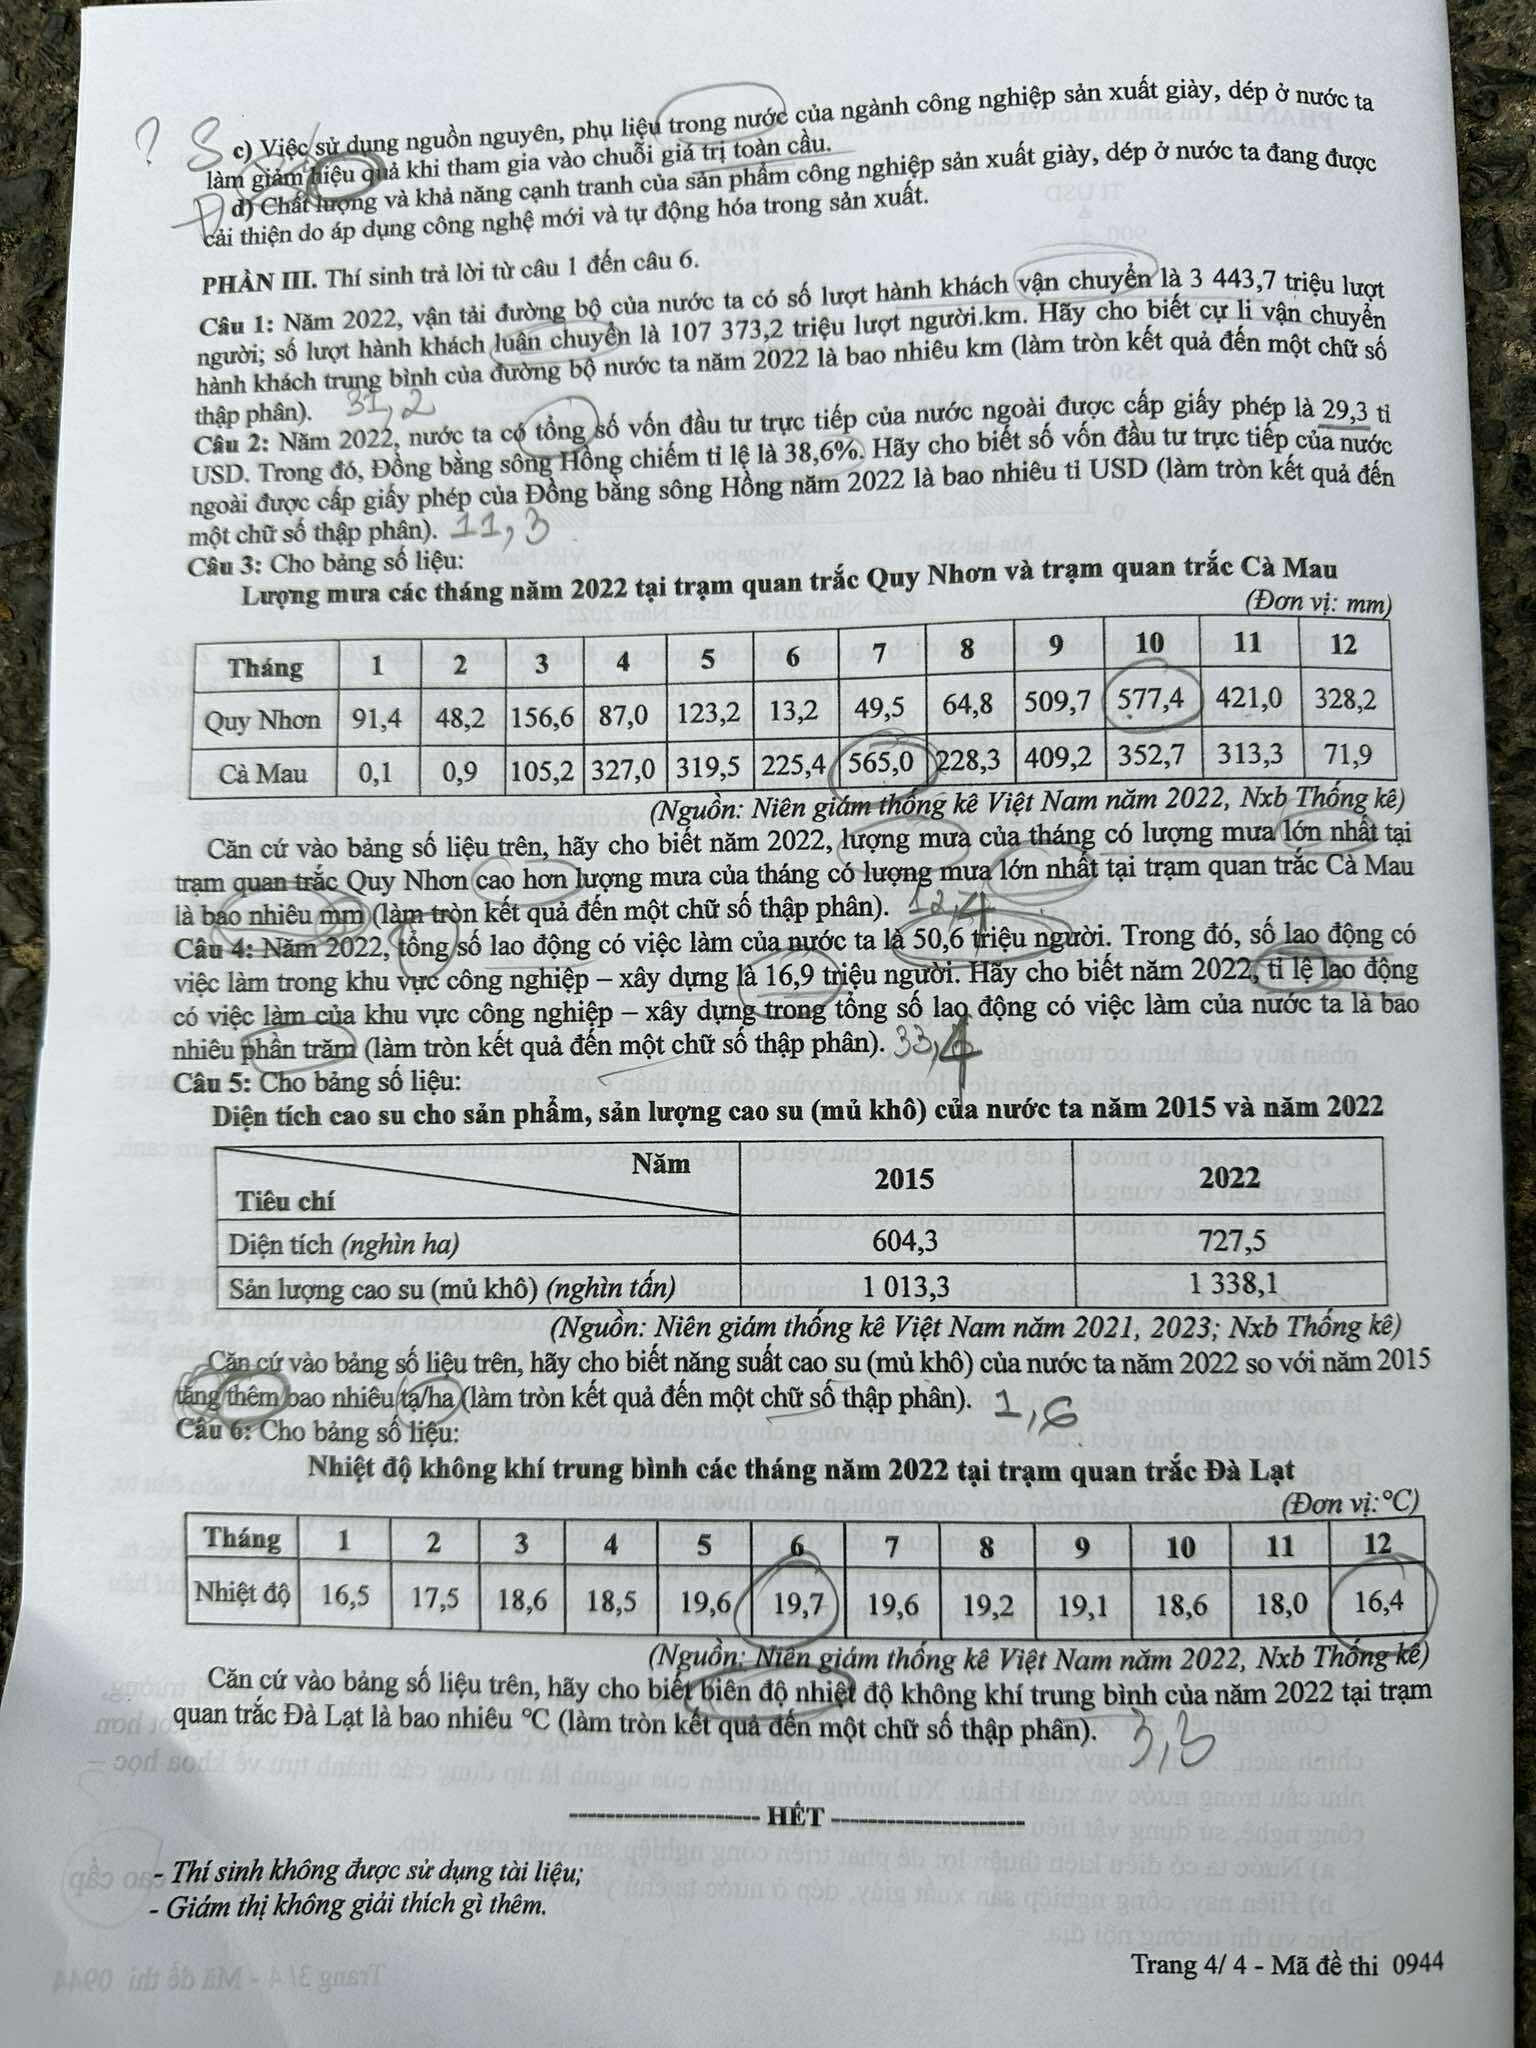 ? S c) Việc sử dụng nguồn nguyên, phụ liệu trong nước của ngành công nghiệp sản xuất giày, dép ở nước ta
làm giảm hiệu quả khi tham gia vào chuỗi giá trị toàn cầu.
d) Chất lượng và khả năng cạnh tranh của sản phẩm công nghiệp sản xuất giày, dép ở nước ta đang được
cải thiện do áp dụng công nghệ mới và tự động hóa trong sản xuất.
PHẦN III. Thí sinh trả lời từ câu 1 đến câu 6.
Câu 1: Năm 2022, vận tải đường bộ của nước ta có số lượt hành khách vận chuyển là 3 443,7 triệu lượt
người; số lượt hành khách luân chuyển là 107 373,2 triệu lượt người.km. Hãy cho biết cự li vận chuyển
hành khách trung bình của đường bộ nước ta năm 2022 là bao nhiêu km (làm tròn kết quả đến một chữ số
thập phân). 31,2
Câu 2: Năm 2022, nước ta có tổng số vốn đầu tư trực tiếp của nước ngoài được cấp giấy phép là 29,3 tỉ
USD. Trong đó, Đồng bằng sông Hồng chiếm tỉ lệ là 38,6%. Hãy cho biết số vốn đầu tư trực tiếp của nước
ngoài được cấp giấy phép của Đồng bằng sông Hồng năm 2022 là bao nhiêu tỉ USD (làm tròn kết quả đến
một chữ số thập phân). 11,3
Câu 3: Cho bảng số liệu:
Lượng mưa các tháng năm 2022 tại trạm quan trắc Quy Nhơn và trạm quan trắc Cà Mau
(Đơn vị: mm)
Tháng 1 2 3 4 5 6 7 8 9 10 11 12
Quy Nhơn 91,4 48,2 156,6 87,0 123,2 13,2 49,5 64,8 509,7 577,4 421,0 328,2
Cà Mau 0,1 0,9 105,2 327,0 319,5 225,4 565,0 228,3 409,2 352,7 313,3 71,9
(Nguồn: Niên giám thống kê Việt Nam năm 2022, Nxb Thống kê)
Căn cứ vào bảng số liệu trên, hãy cho biết năm 2022, lượng mưa của tháng có lượng mưa lớn nhất tại
trạm quan trắc Quy Nhơn cao hơn lượng mưa của tháng có lượng mưa lớn nhất tại trạm quan trắc Cà Mau
là bao nhiêu mm (làm tròn kết quả đến một chữ số thập phân). 12,4
Câu 4: Năm 2022, tổng số lao động có việc làm của nước ta là 50,6 triệu người. Trong đó, số lao động có
việc làm trong khu vực công nghiệp – xây dựng là 16,9 triệu người. Hãy cho biết năm 2022, tỉ lệ lao động
có việc làm của khu vực công nghiệp – xây dựng trong tổng số lao động có việc làm của nước ta là bao
nhiêu phần trăm (làm tròn kết quả đến một chữ số thập phân). 33,4
Câu 5: Cho bảng số liệu:
Diện tích cao su cho sản phẩm, sản lượng cao su (mủ khô) của nước ta năm 2015 và năm 2022
Năm
Tiêu chí 2015 2022
Diện tích (nghìn ha) 604,3 727,5
Sản lượng cao su (mủ khô) (nghìn tấn) 1 013,3 1 338,1
(Nguồn: Niên giám thống kê Việt Nam năm 2021, 2023; Nxb Thống kê)
Căn cứ vào bảng số liệu trên, hãy cho biết năng suất cao su (mủ khô) của nước ta năm 2022 so với năm 2015
tăng thêm bao nhiêu tạ/ha (làm tròn kết quả đến một chữ số thập phân). 1,6
Câu 6: Cho bảng số liệu:
Nhiệt độ không khí trung bình các tháng năm 2022 tại trạm quan trắc Đà Lạt
(Đơn vị:°C)
Tháng 1 2 3 4 5 6 7 8 9 10 11 12
Nhiệt độ 16,5 17,5 18,6 18,5 19,6 19,7 19,6 19,2 19,1 18,6 18,0 16,4
(Nguồn: Niên giám thống kê Việt Nam năm 2022, Nxb Thống kê)
Căn cứ vào bảng số liệu trên, hãy cho biết biên độ nhiệt độ không khí trung bình của năm 2022 tại trạm
quan trắc Đà Lạt là bao nhiêu °C (làm tròn kết quả đến một chữ số thập phân). 3,3
HẾT
- Thí sinh không được sử dụng tài liệu;
- Giám thị không giải thích gì thêm.
Trang 4/ 4 - Mã đề thi 0944